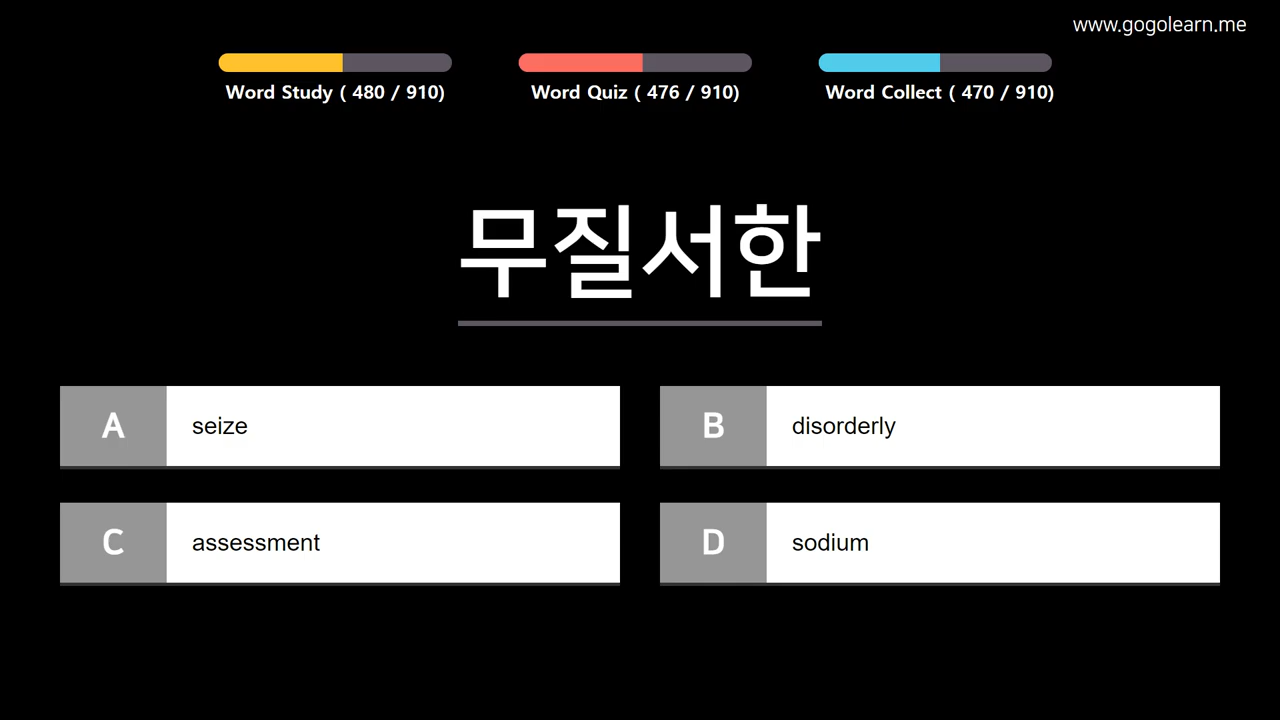 www.gogolearn.me
Word Study ( 480 / 910)
Word Quiz ( 476 / 910)
Word Collect ( 470 / 910)
무질서한
A seize
B disorderly
C assessment
D sodium